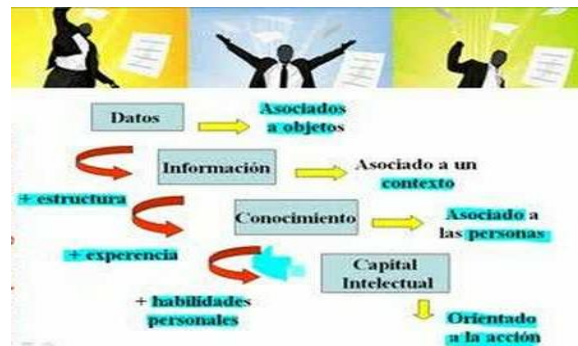 Datos
Asociados
a objetos
Información
Asociado a un
contexto
+ estructura
Conocimiento
Asociado a
las personas
+ experencia
Capital
Intelectual
+ habilidades
personales
Orientado
a la acción